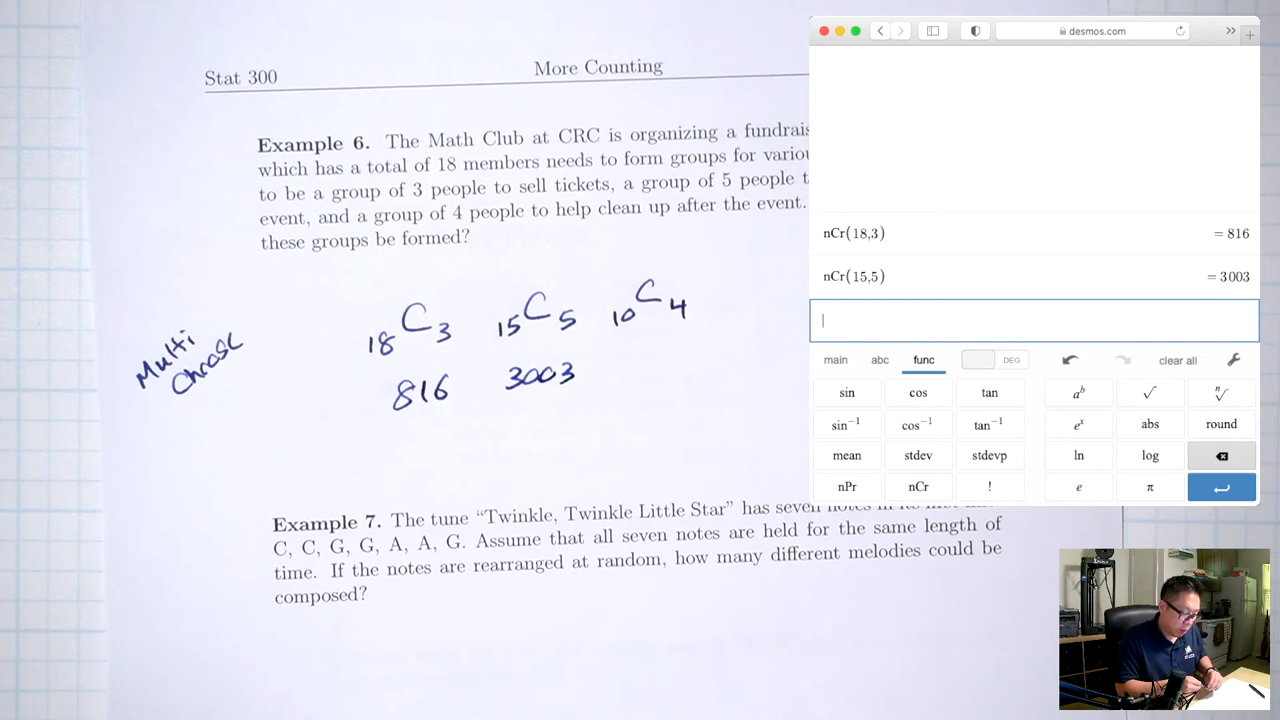 Stat 300
More Counting
Example 6. The Math Club at CRC is organizing a fundrais
which has a total of 18 members needs to form groups for variou
to be a group of 3 people to sell tickets, a group of 5 people t
event, and a group of 4 people to help clean up after the event.
these groups be formed?
Multi
Choose
18C3 15C5 10C4
816 3003
Example 7. The tune “Twinkle, Twinkle Little Star” has seven notes in its
C, C, G, G, A, A, G. Assume that all seven notes are held for the same length of
time. If the notes are rearranged at random, how many different melodies could be
composed?
desmos.com
nCr(18,3) = 816
nCr(15,5) = 3003
main abc func DEG clear all
sin cos tan a^b √ ⁿ√
sin⁻¹ cos⁻¹ tan⁻¹ e^x abs round
mean stdev stdevp ln log
nPr nCr ! e π